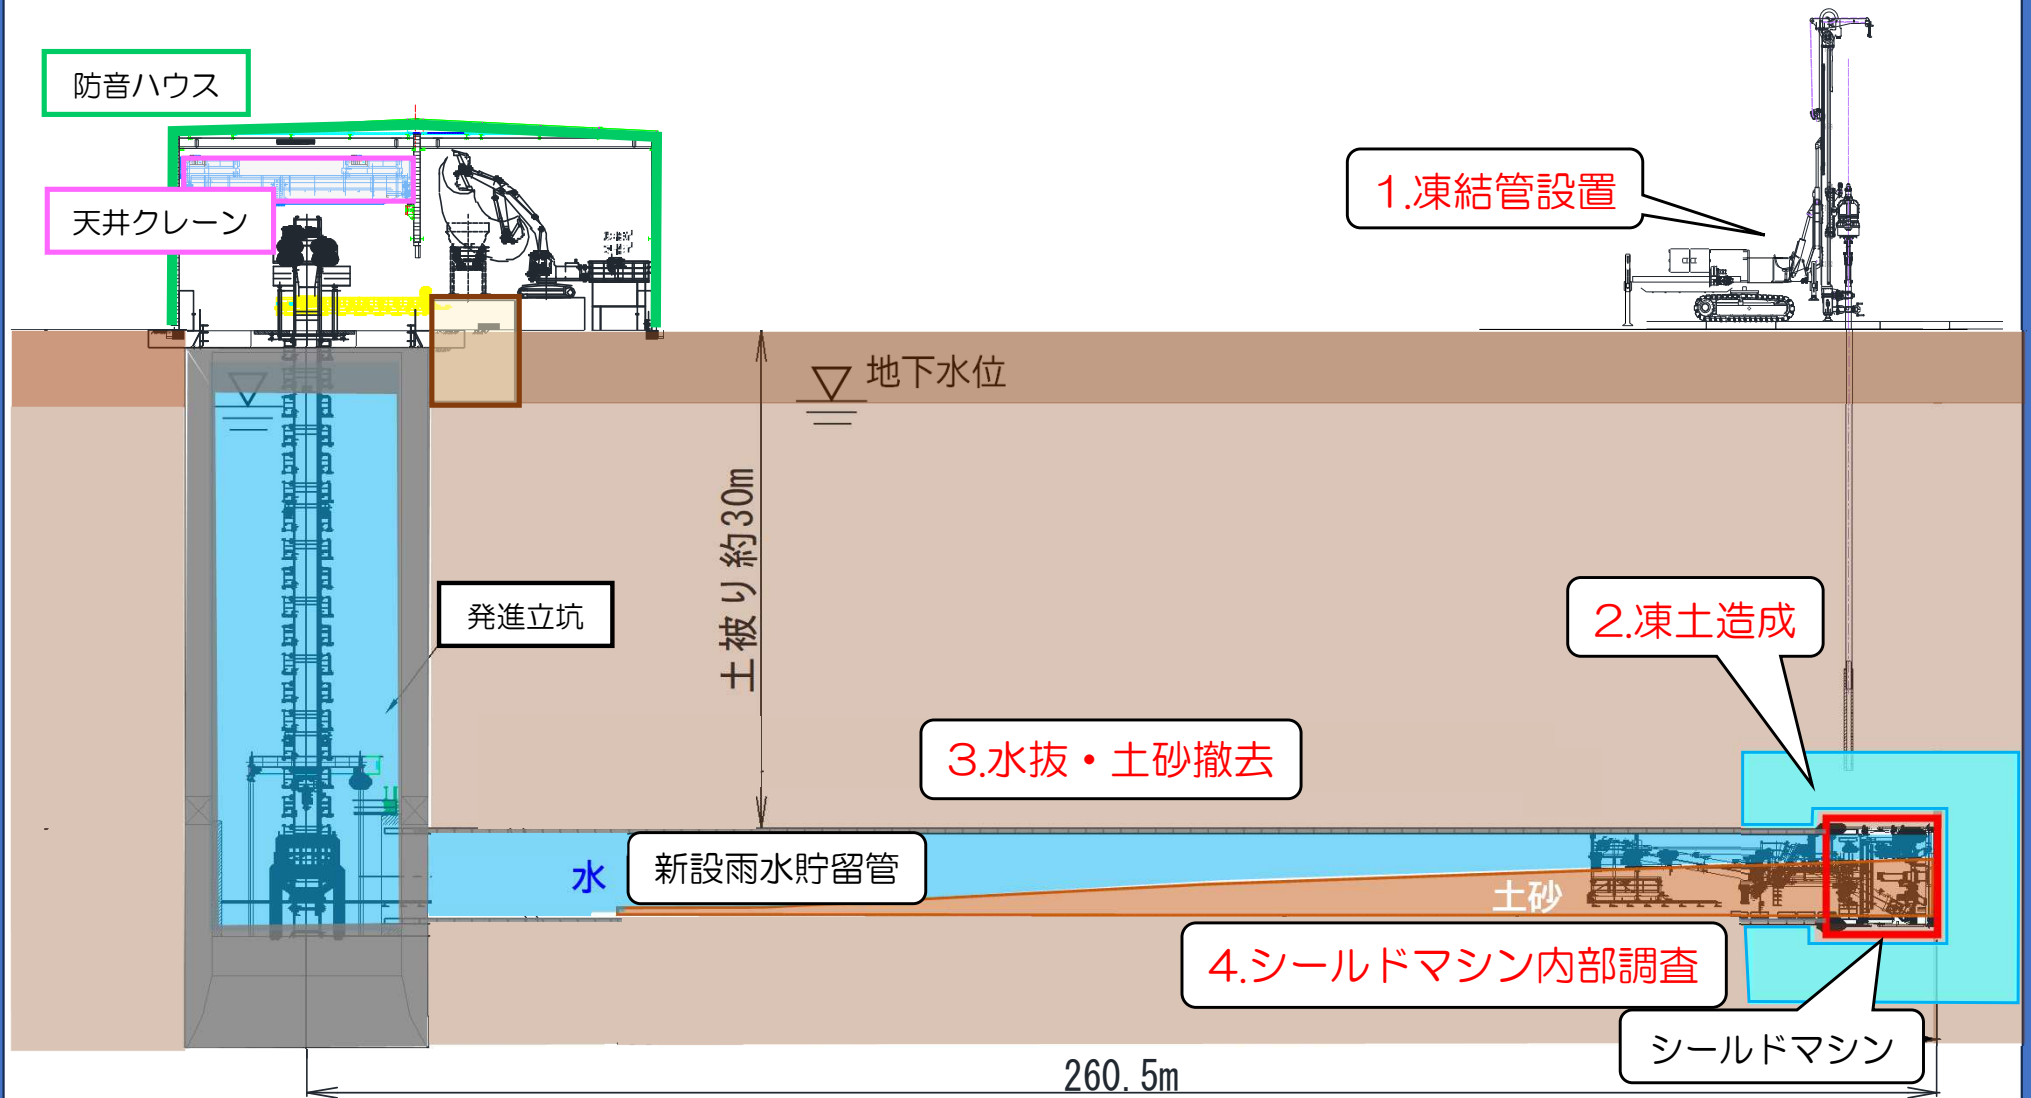 防音ハウス
天井クレーン
1.凍結管設置
地下水位
土被り約30m
発進立坑
2.凍土造成
3.水抜・土砂撤去
水
新設雨水貯留管
土砂
4.シールドマシン内部調査
シールドマシン
260.5m